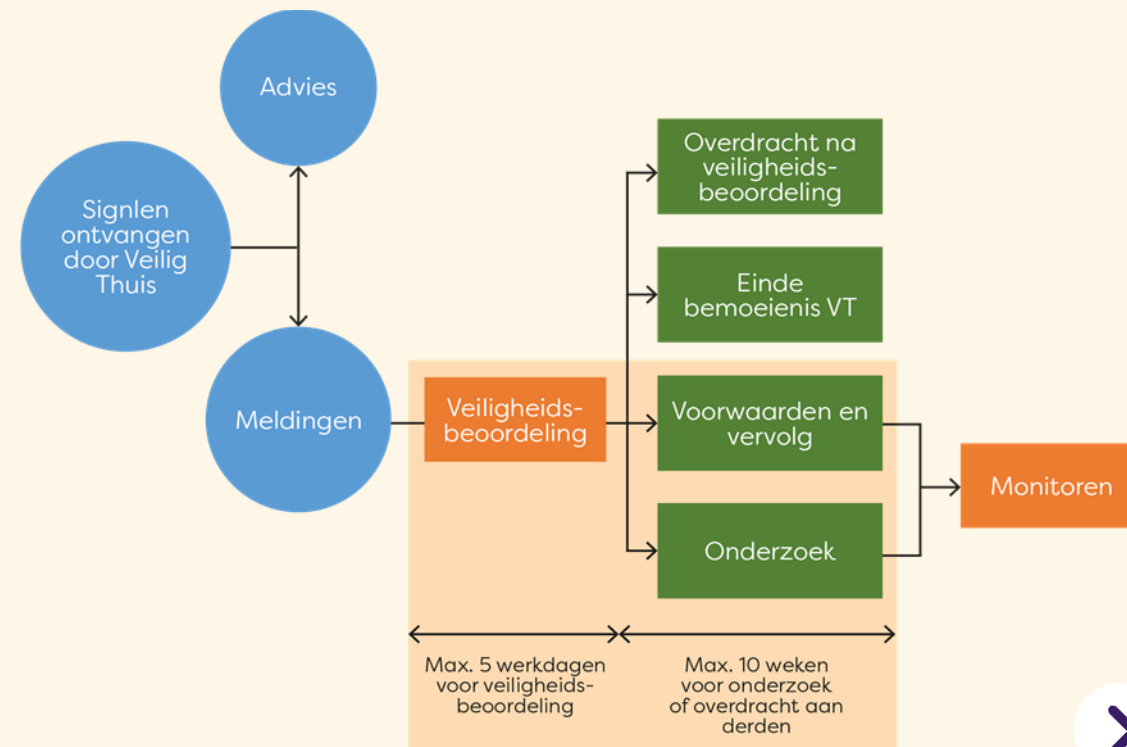 Advies
Signlen
ontvangen
door Veilig
Thuis
Meldingen
Veiligheids-
beoordeling
Overdracht na
veiligheids-
beoordeling
Einde
bemoeienis VT
Voorwaarden en
vervolg
Onderzoek
Monitoren
Max. 5 werkdagen
voor veiligheids-
beoordeling
Max. 10 weken
voor onderzoek
of overdracht aan
derden